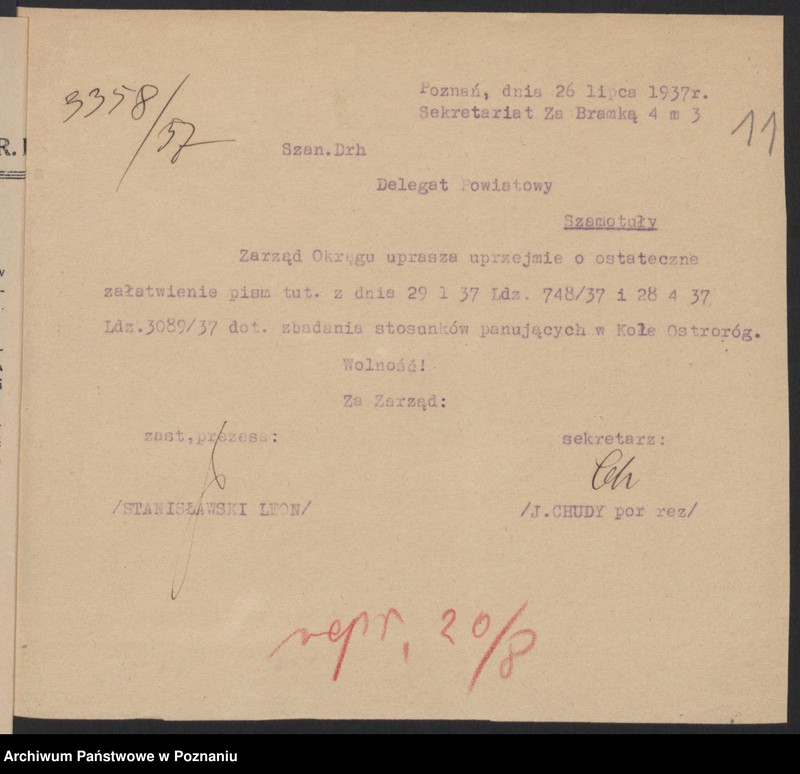 3358/37
Poznań, dnia 26 lipca 1937r.
Sekretariat Za Bramką 4 m 3
11
Szan.Drh
Delegat Powiatowy
Szamotuły
Zarząd Okręgu uprasza uprzejmie o ostateczne
załatwienie pism tut. z dnia 29 1 37 Ldz. 748/37 i 28 4 37
Ldz.3089/37 dot. zbadania stosunków panujących w Kole Ostroróg.
Wolność!
Za Zarząd:
zast,prezesa: sekretarz:
Ch
/STANISŁAWSKI LEON/ /J.CHUDY por rez/
repr. 20/8
R.
Archiwum Państwowe w Poznaniu